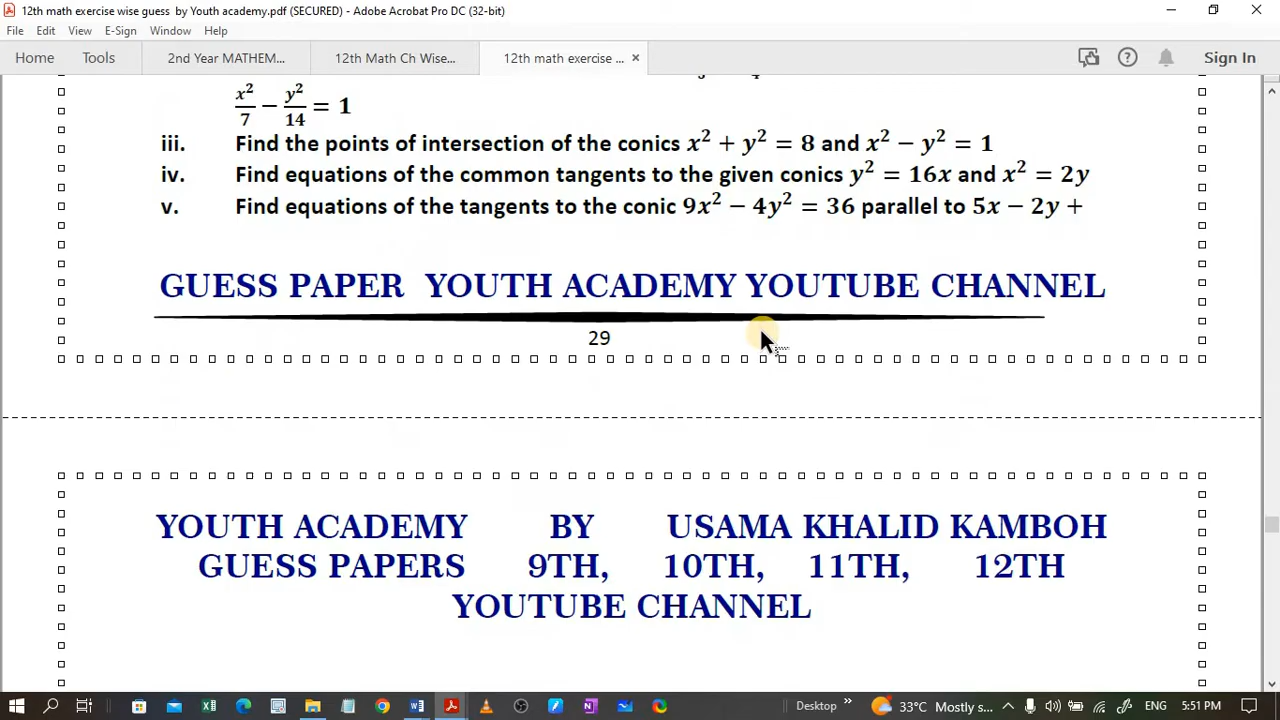 12th math exercise wise guess by Youth academy.pdf (SECURED) - Adobe Acrobat Pro DC (32-bit)
File Edit View E-Sign Window Help
Home Tools 2nd Year MATHEM... 12th Math Ch Wise... 12th math exercise ... × Sign In
x²/7 − y²/14 = 1
iii. Find the points of intersection of the conics x² + y² = 8 and x² − y² = 1
iv. Find equations of the common tangents to the given conics y² = 16x and x² = 2y
v. Find equations of the tangents to the conic 9x² − 4y² = 36 parallel to 5x − 2y +
GUESS PAPER YOUTH ACADEMY YOUTUBE CHANNEL
29
YOUTH ACADEMY BY USAMA KHALID KAMBOH
GUESS PAPERS 9TH, 10TH, 11TH, 12TH
YOUTUBE CHANNEL
Desktop » 33°C Mostly s... ENG 5:51 PM